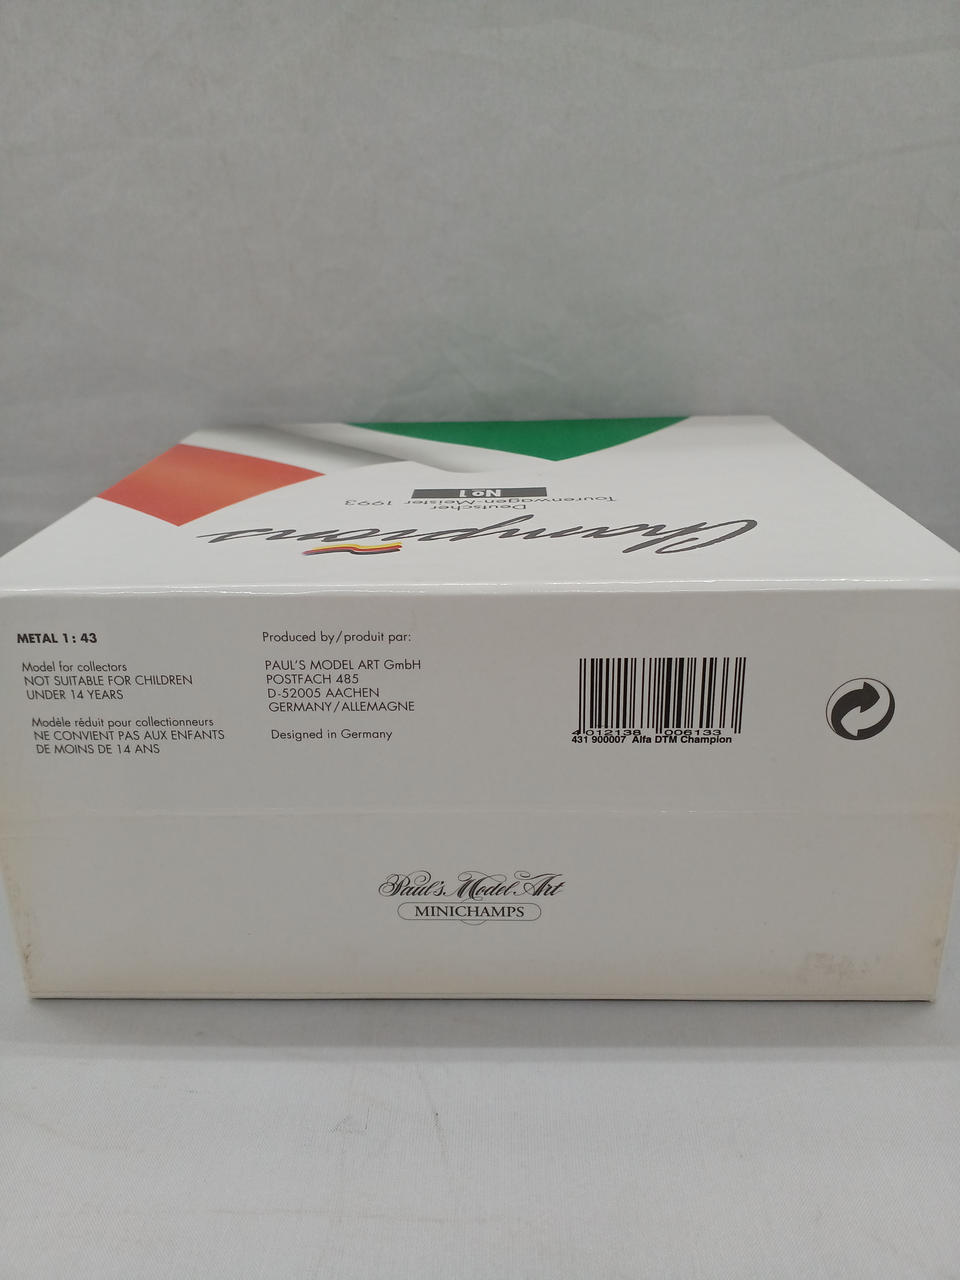 Champions
Deutscher
Tourenwagen-Meister 1993
No 1
METAL 1 : 43
Model for collectors
NOT SUITABLE FOR CHILDREN
UNDER 14 YEARS
Modèle réduit pour collectionneurs
NE CONVIENT PAS AUX ENFANTS
DE MOINS DE 14 ANS
Produced by/produit par:
PAUL'S MODEL ART GmbH
POSTFACH 485
D-52005 AACHEN
GERMANY/ALLEMAGNE
Designed in Germany
4 012138 006133
431 900007 Alfa DTM Champion
Paul's Model Art
MINICHAMPS